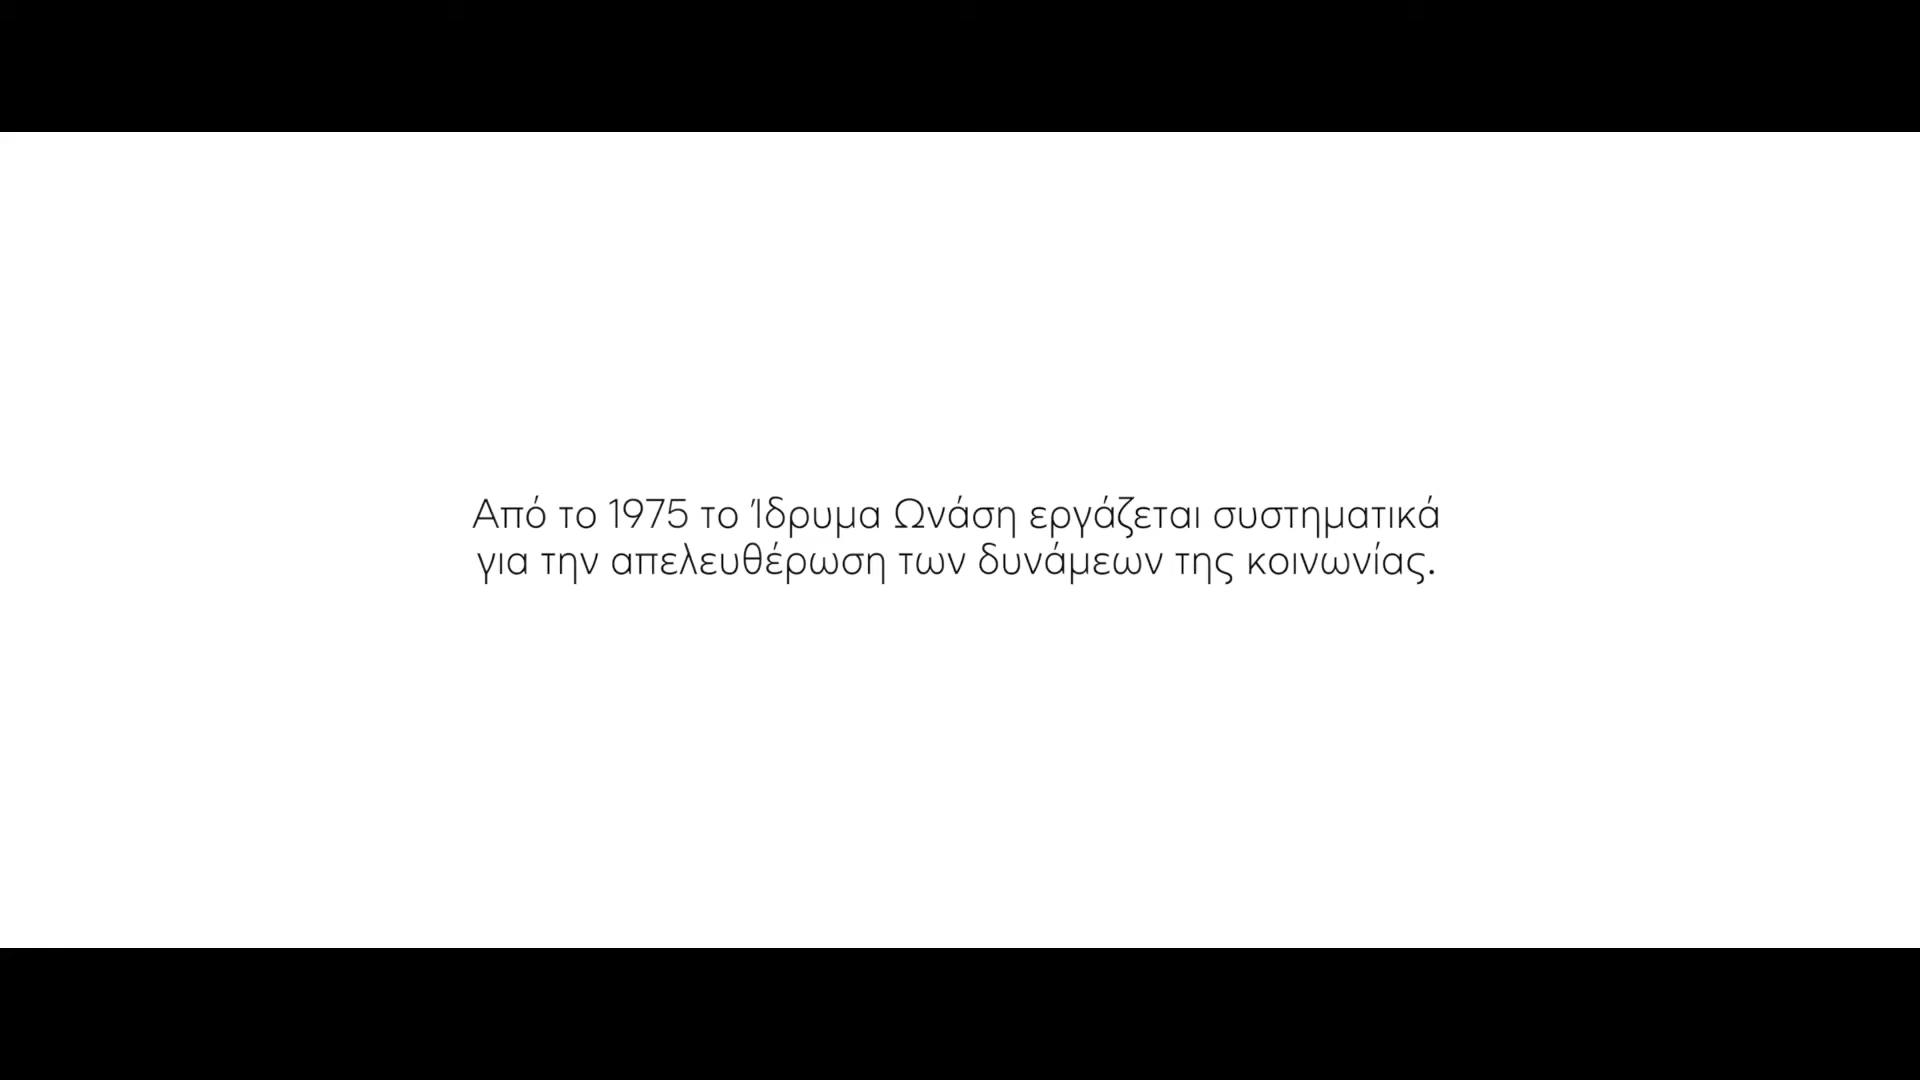 Από το 1975 το Ίδρυμα Ωνάση εργάζεται συστηματικά
για την απελευθέρωση των δυνάμεων της κοινωνίας.